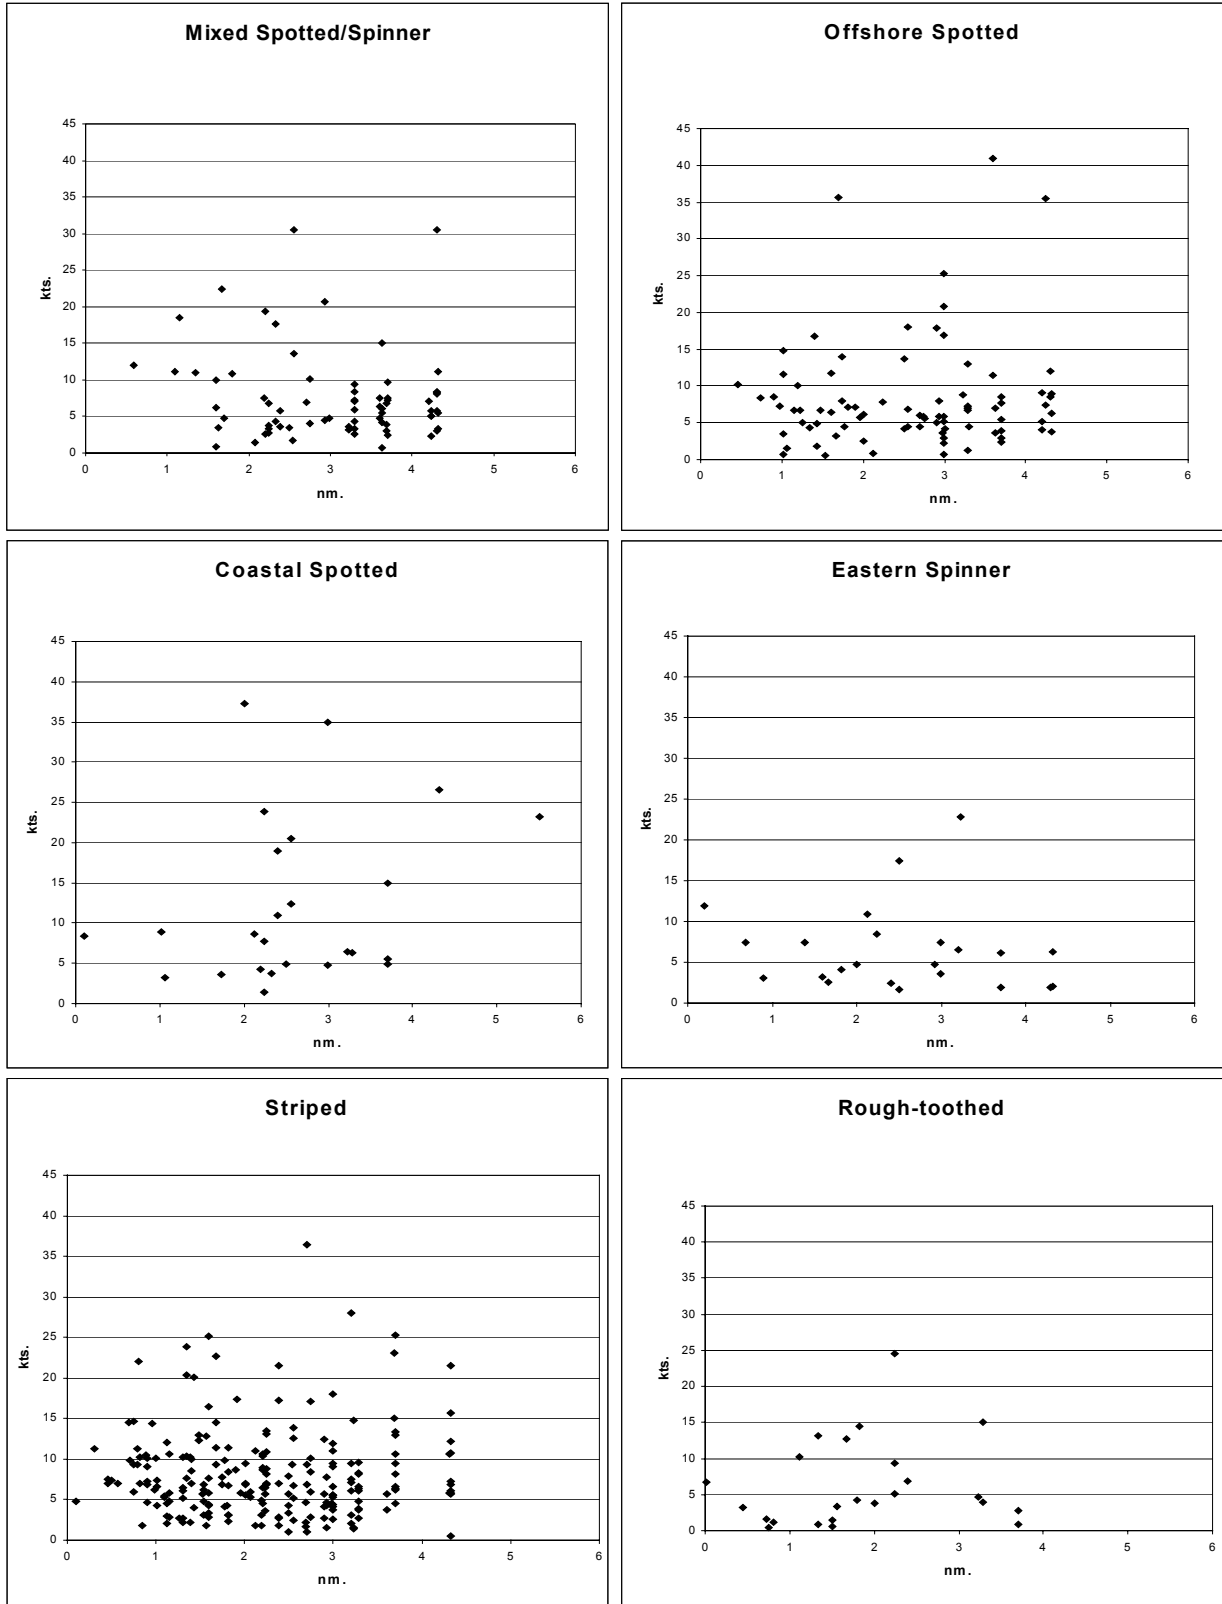 Mixed Spotted/Spinner
45
40
35
30
25
20
15
10
5
0
kts.
0 1 2 3 4 5 6
nm.
Offshore Spotted
45
40
35
30
25
20
15
10
5
0
kts.
0 1 2 3 4 5 6
nm.
Coastal Spotted
45
40
35
30
25
20
15
10
5
0
kts.
0 1 2 3 4 5 6
nm.
Eastern Spinner
45
40
35
30
25
20
15
10
5
0
kts.
0 1 2 3 4 5 6
nm.
Striped
45
40
35
30
25
20
15
10
5
0
kts.
0 1 2 3 4 5 6
nm.
Rough-toothed
45
40
35
30
25
20
15
10
5
0
kts.
0 1 2 3 4 5 6
nm.